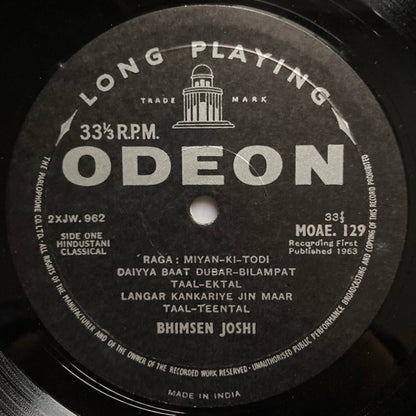 LONG PLAYING
TRADE MARK
33⅓ R.P.M.
ODEON
2XJW. 962
33⅓
MOAE. 129
SIDE ONE
HINDUSTANI
CLASSICAL
Recording First
Published 1963
RAGA: MIYAN-KI-TODI
DAIYYA BAAT DUBAR-BILAMPAT
TAAL-EKTAL
LANGAR KANKARIYE JIN MAAR
TAAL-TEENTAL
BHIMSEN JOSHI
THE PARLOPHONE CO. LTD. ALL RIGHTS OF THE MANUFACTURER AND OF THE OWNER OF THE RECORDED WORK RESERVED · UNAUTHORISED PUBLIC PERFORMANCE BROADCASTING AND COPYING OF THIS RECORD PROHIBITED
MADE IN INDIA